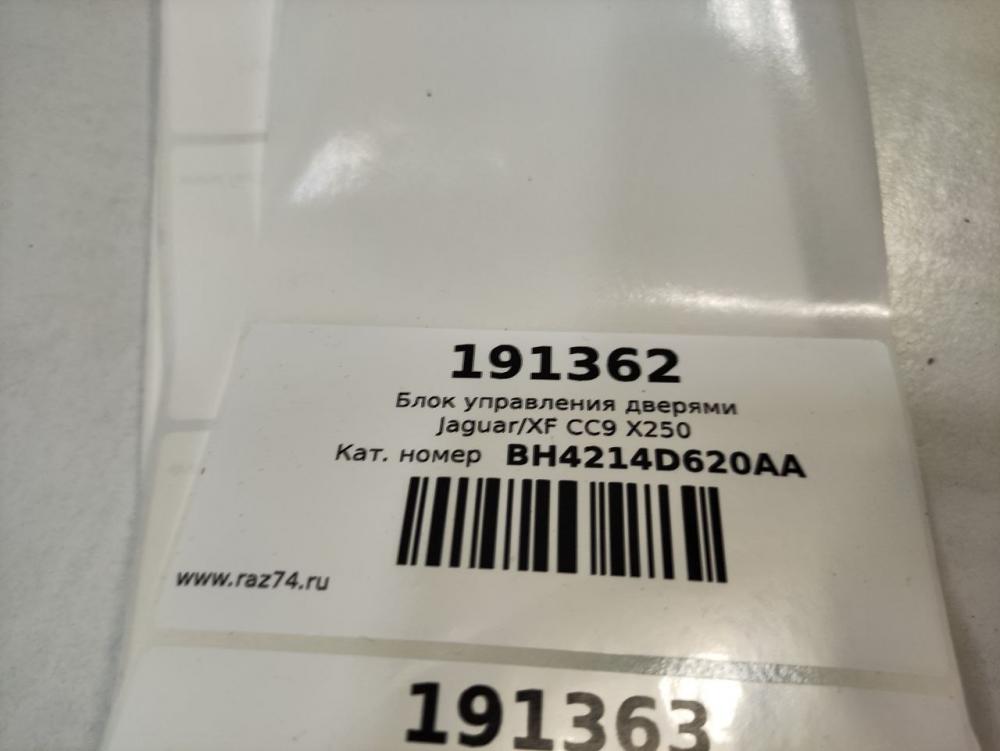 191362
Блок управления дверями
Jaguar/XF CC9 X250
Кат. номер BH4214D620AA
www.raz74.ru
191363